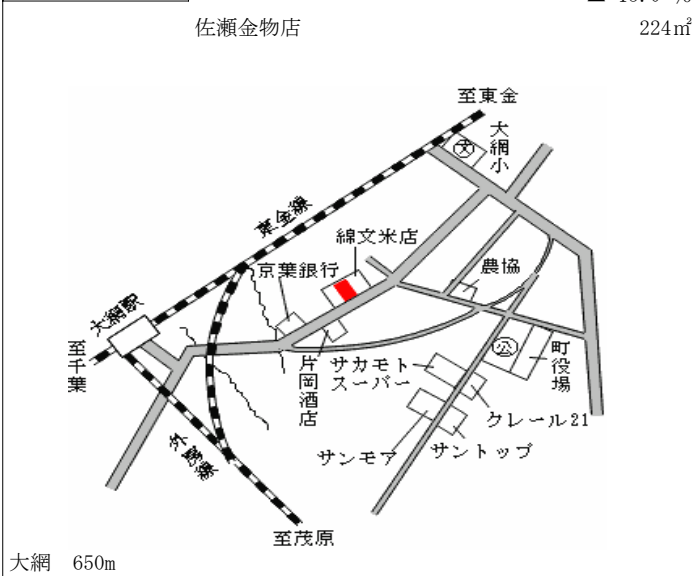 佐瀬金物店
224㎡
至東金
大網小
東金線
綿文米店
京葉銀行
農協
大網駅
至千葉
片岡酒店
サカモト
スーパー
公
町役場
クレール21
サンモア
サントップ
外房線
至茂原
大網 650m